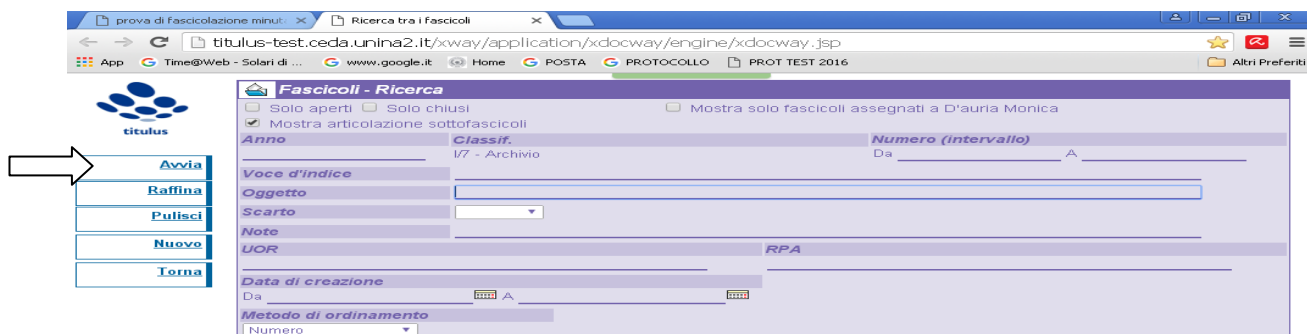 prova di fascicolazione minut
Ricerca tra i fascicoli
titulus-test.ceda.unina2.it/xway/application/xdocway/engine/xdocway.jsp
App Time@Web - Solari di ... www.google.it Home POSTA PROTOCOLLO PROT TEST 2016 Altri Preferiti
titulus
Avvia
Raffina
Pulisci
Nuovo
Torna
Fascicoli - Ricerca
Solo aperti Solo chiusi Mostra solo fascicoli assegnati a D'auria Monica
Mostra articolazione sottofascicoli
Anno Classif. Numero (intervallo)
I/7 - Archivio Da A
Voce d'indice
Oggetto
Scarto
Note
UOR RPA
Data di creazione
Da A
Metodo di ordinamento
Numero